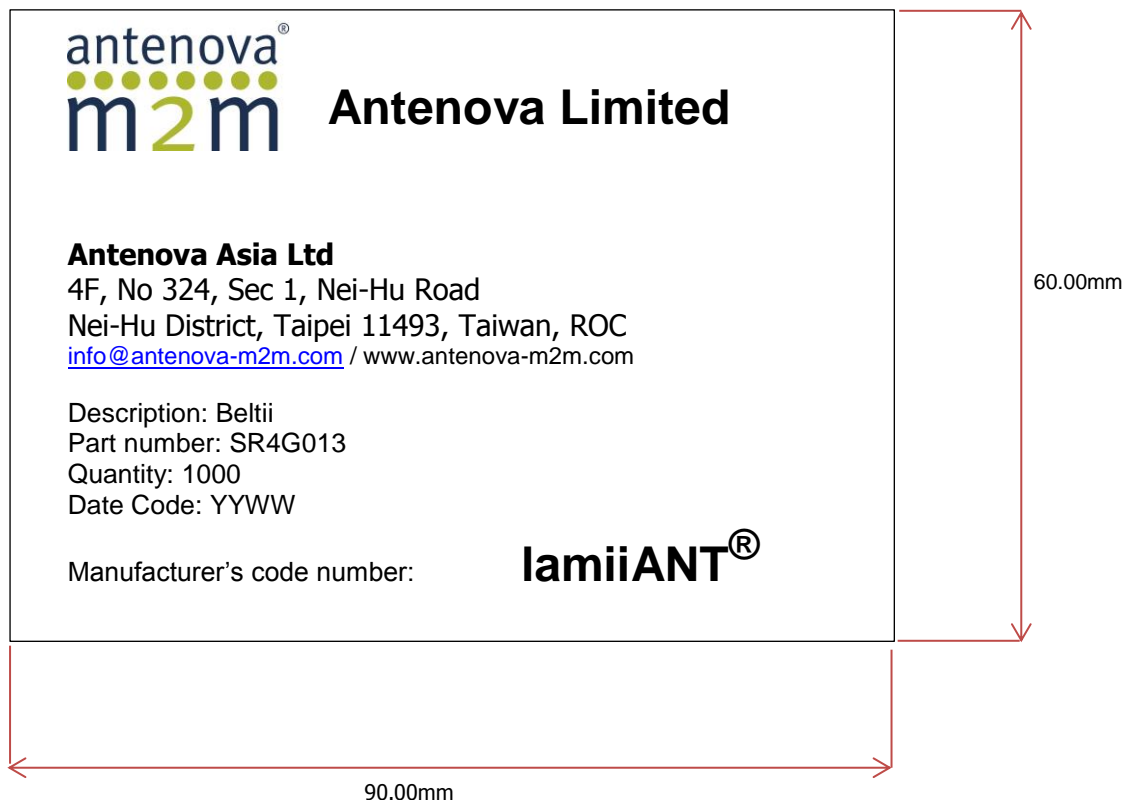 antenova®
m2m
Antenova Limited
Antenova Asia Ltd
4F, No 324, Sec 1, Nei-Hu Road
Nei-Hu District, Taipei 11493, Taiwan, ROC
info@antenova-m2m.com / www.antenova-m2m.com
Description: Beltii
Part number: SR4G013
Quantity: 1000
Date Code: YYWW
Manufacturer’s code number:
lamiiANT®
60.00mm
90.00mm